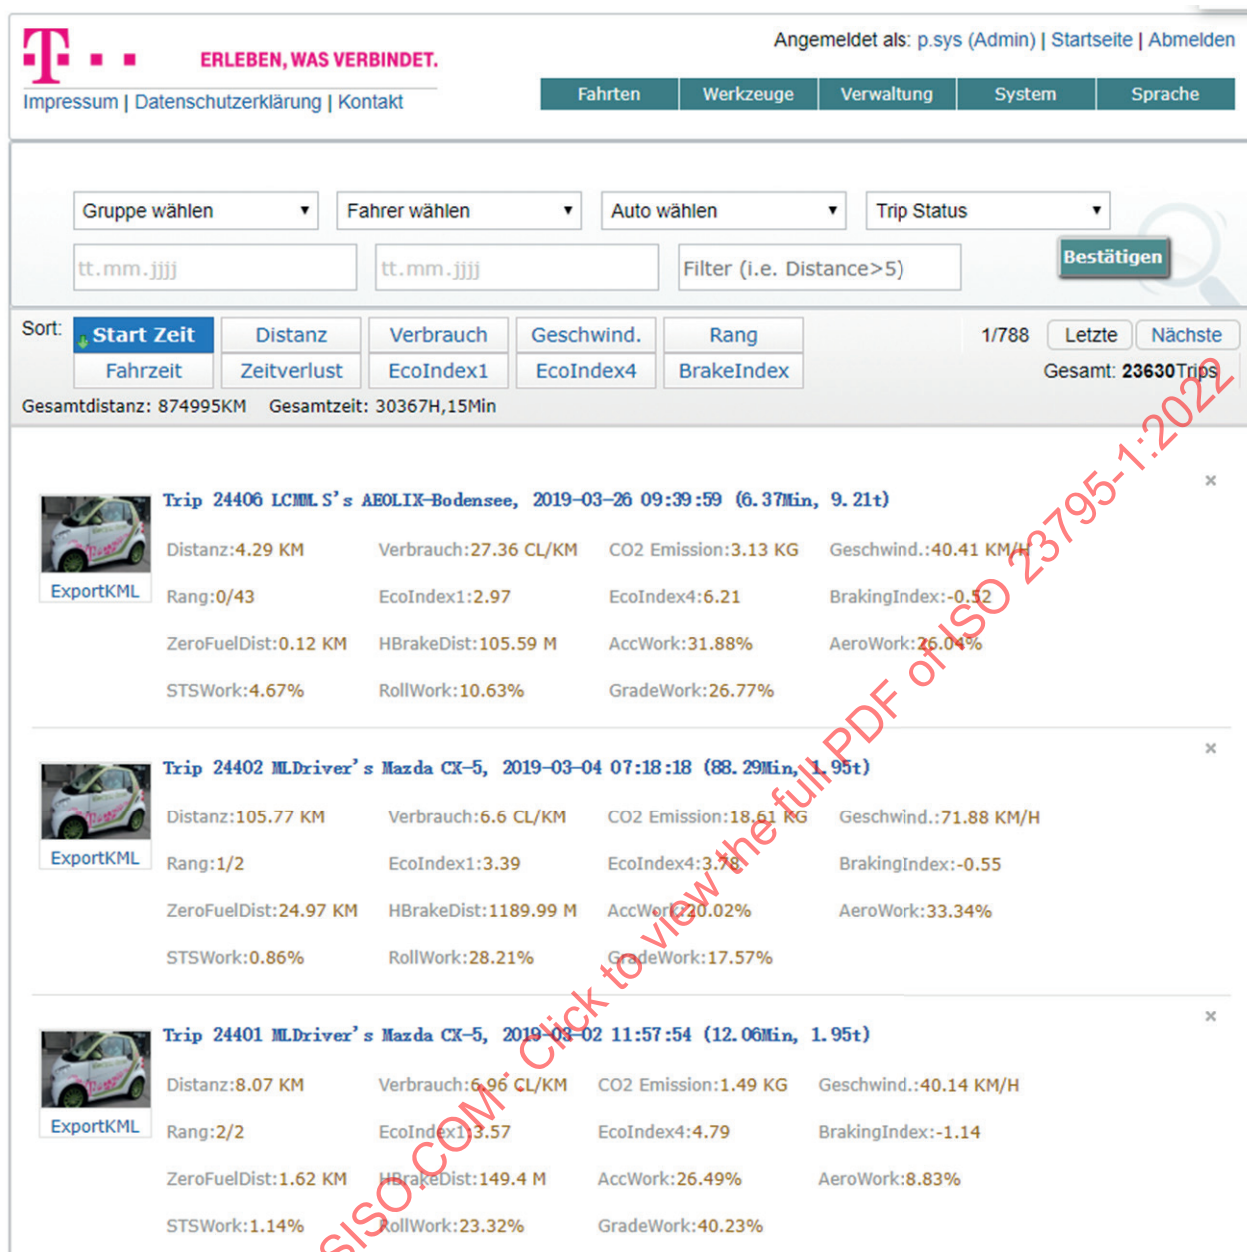 T
ERLEBEN, WAS VERBINDET.
Angemeldet als: p.sys (Admin) | Startseite | Abmelden
Impressum | Datenschutzerklärung | Kontakt
Fahrten Werkzeuge Verwaltung System Sprache
Gruppe wählen Fahrer wählen Auto wählen Trip Status
tt.mm.jjjj tt.mm.jjjj Filter (i.e. Distance>5) Bestätigen
Sort: Start Zeit Distanz Verbrauch Geschwind. Rang 1/788 Letzte Nächste
Fahrzeit Zeitverlust EcoIndex1 EcoIndex4 BrakeIndex Gesamt: 23630Trips
Gesamtdistanz: 874995KM Gesamtzeit: 30367H,15Min
Trip 24406 LCMM.S's AEOLIX-Bodensee, 2019-03-26 09:39:59 (6.37Min, 9.21t)
Distanz:4.29 KM Verbrauch:27.36 CL/KM CO2 Emission:3.13 KG Geschwind.:40.41 KM/H
ExportKML Rang:0/43 EcoIndex1:2.97 EcoIndex4:6.21 BrakingIndex:-0.52
ZeroFuelDist:0.12 KM HBrakeDist:105.59 M AccWork:31.88% AeroWork:26.04%
STSWork:4.67% RollWork:10.63% GradeWork:26.77%
Trip 24402 MLDriver's Mazda CX-5, 2019-03-04 07:18:18 (88.29Min, 1.95t)
Distanz:105.77 KM Verbrauch:6.6 CL/KM CO2 Emission:18.61 KG Geschwind.:71.88 KM/H
ExportKML Rang:1/2 EcoIndex1:3.39 EcoIndex4:3.78 BrakingIndex:-0.55
ZeroFuelDist:24.97 KM HBrakeDist:1189.99 M AccWork:20.02% AeroWork:33.34%
STSWork:0.86% RollWork:28.21% GradeWork:17.57%
Trip 24401 MLDriver's Mazda CX-5, 2019-03-02 11:57:54 (12.06Min, 1.95t)
Distanz:8.07 KM Verbrauch:6.96 CL/KM CO2 Emission:1.49 KG Geschwind.:40.14 KM/H
ExportKML Rang:2/2 EcoIndex1:3.57 EcoIndex4:4.79 BrakingIndex:-1.14
ZeroFuelDist:1.62 KM HBrakeDist:149.4 M AccWork:26.49% AeroWork:8.83%
STSWork:1.14% RollWork:23.32% GradeWork:40.23%
SISO.COM : Click to view the full PDF of ISO 23795-1:2022